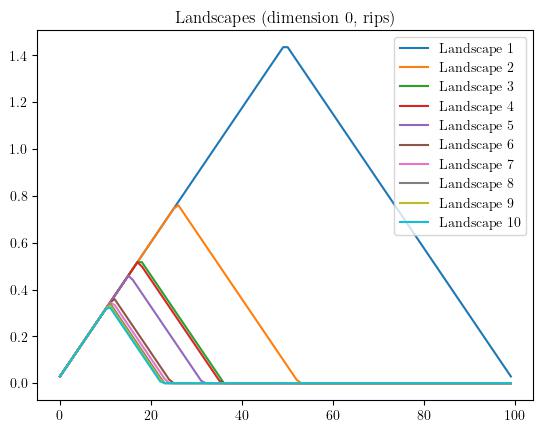 Landscapes (dimension 0, rips)
1.4
1.2
1.0
0.8
0.6
0.4
0.2
0.0
0 20 40 60 80 100
Landscape 1
Landscape 2
Landscape 3
Landscape 4
Landscape 5
Landscape 6
Landscape 7
Landscape 8
Landscape 9
Landscape 10